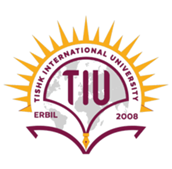 TISHK INTERNATIONAL UNIVERSITY
TIU
ERBIL 2008